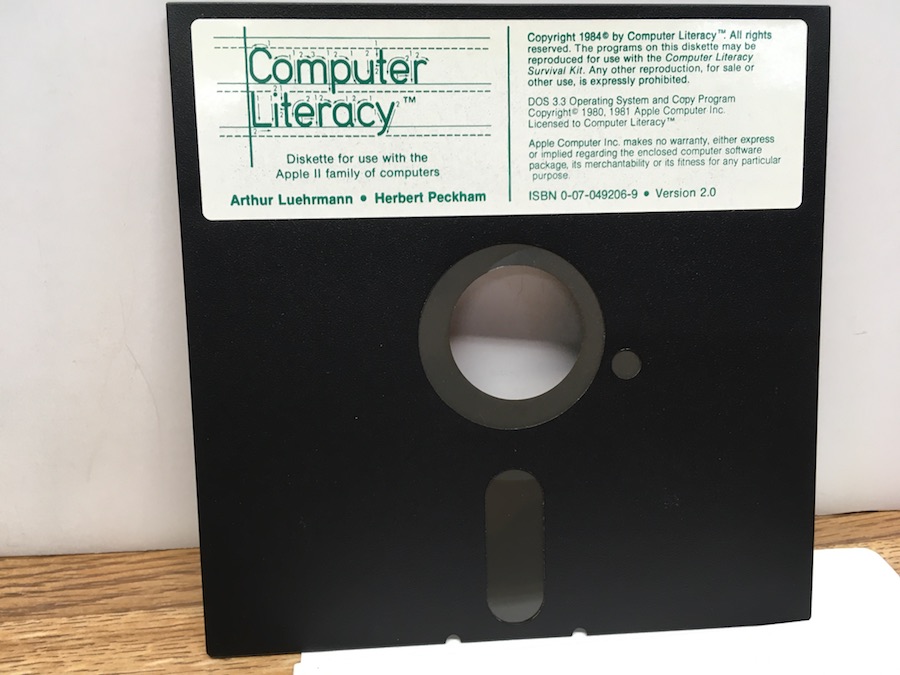 Computer
Literacy™
Diskette for use with the
Apple II family of computers
Arthur Luehrmann • Herbert Peckham
Copyright 1984© by Computer Literacy™. All rights
reserved. The programs on this diskette may be
reproduced for use with the Computer Literacy
Survival Kit. Any other reproduction, for sale or
other use, is expressly prohibited.
DOS 3.3 Operating System and Copy Program
Copyright© 1980, 1981 Apple Computer Inc.
Licensed to Computer Literacy™
Apple Computer Inc. makes no warranty, either express
or implied regarding the enclosed computer software
package, its merchantability or its fitness for any particular
purpose.
ISBN 0-07-049206-9 • Version 2.0